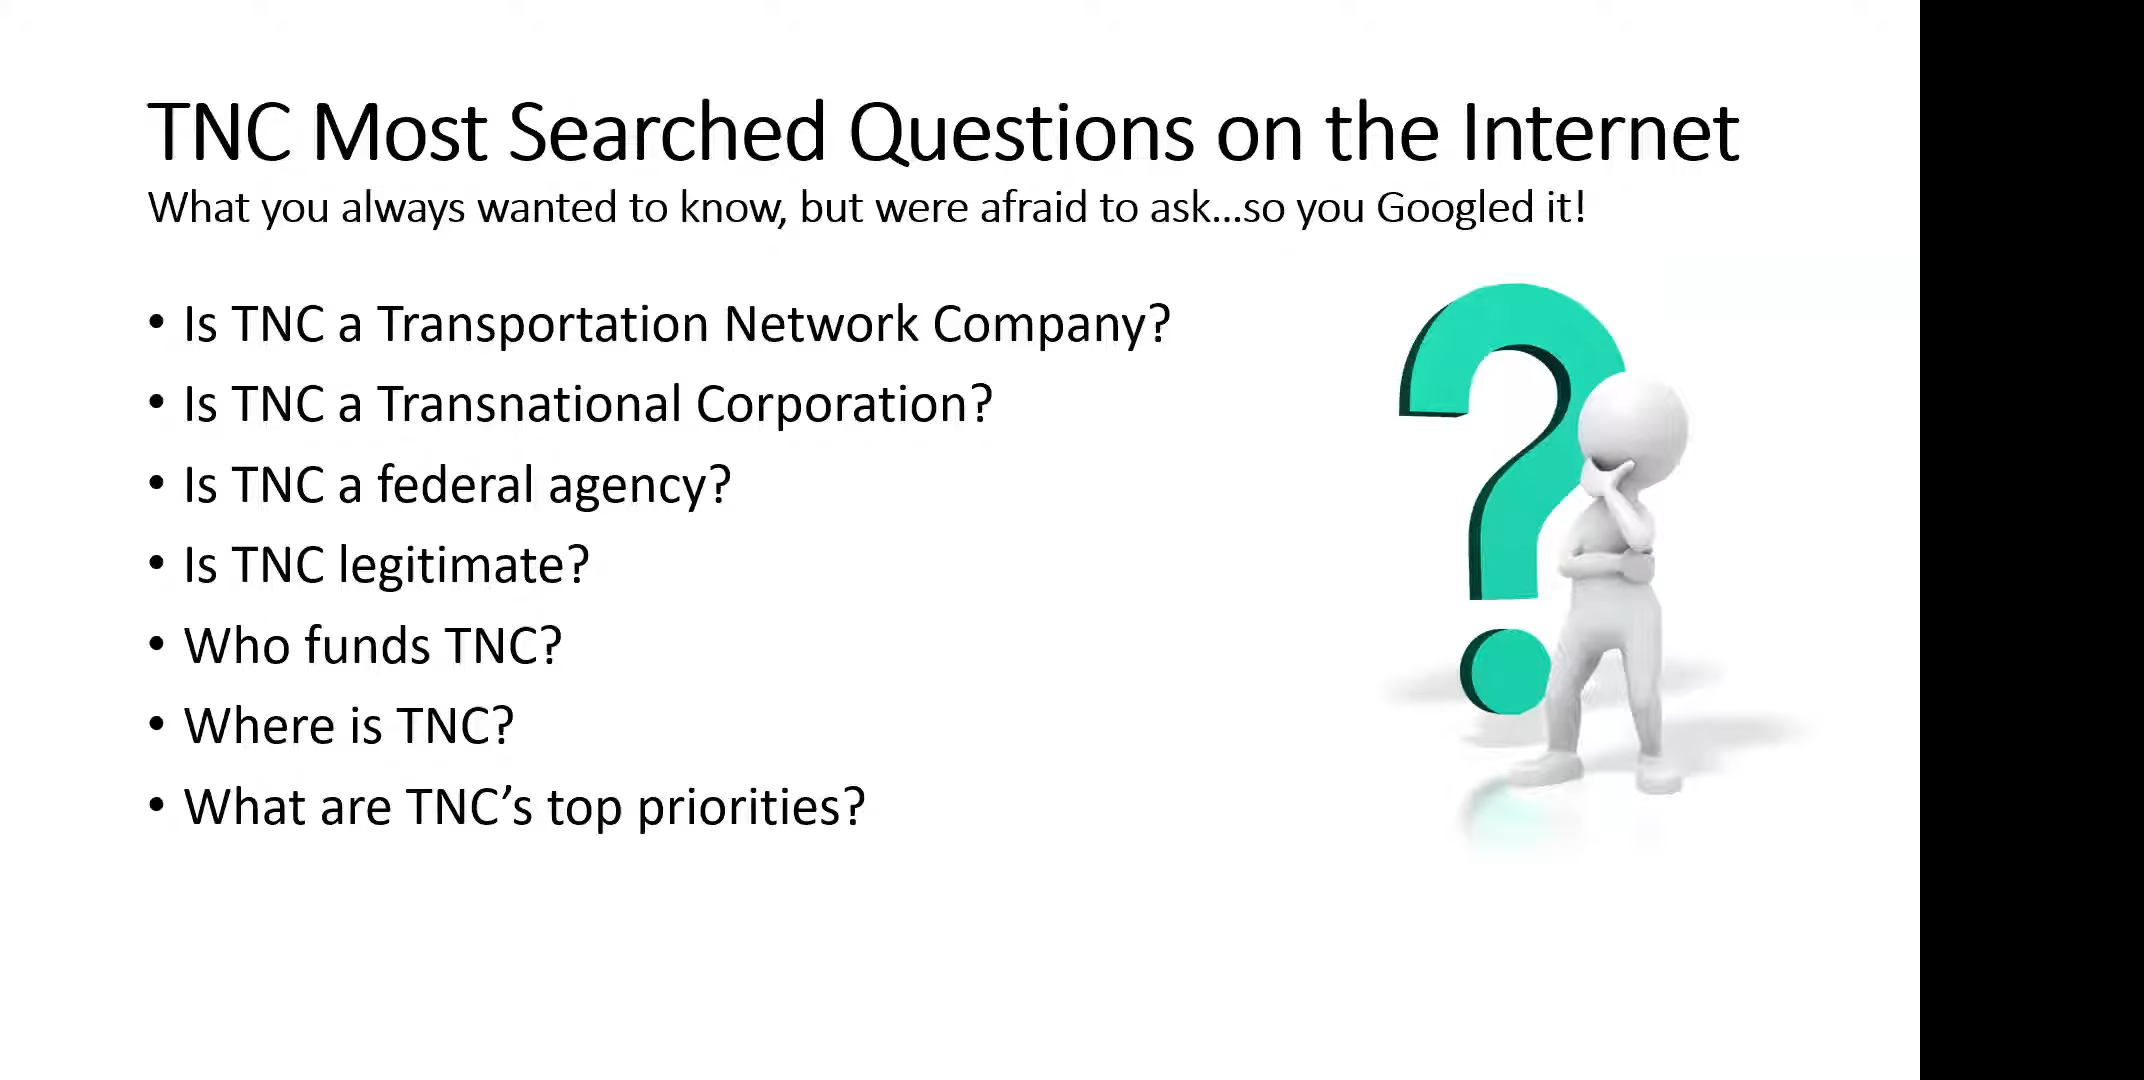 TNC Most Searched Questions on the Internet
What you always wanted to know, but were afraid to ask…so you Googled it!
• Is TNC a Transportation Network Company?
• Is TNC a Transnational Corporation?
• Is TNC a federal agency?
• Is TNC legitimate?
• Who funds TNC?
• Where is TNC?
• What are TNC’s top priorities?